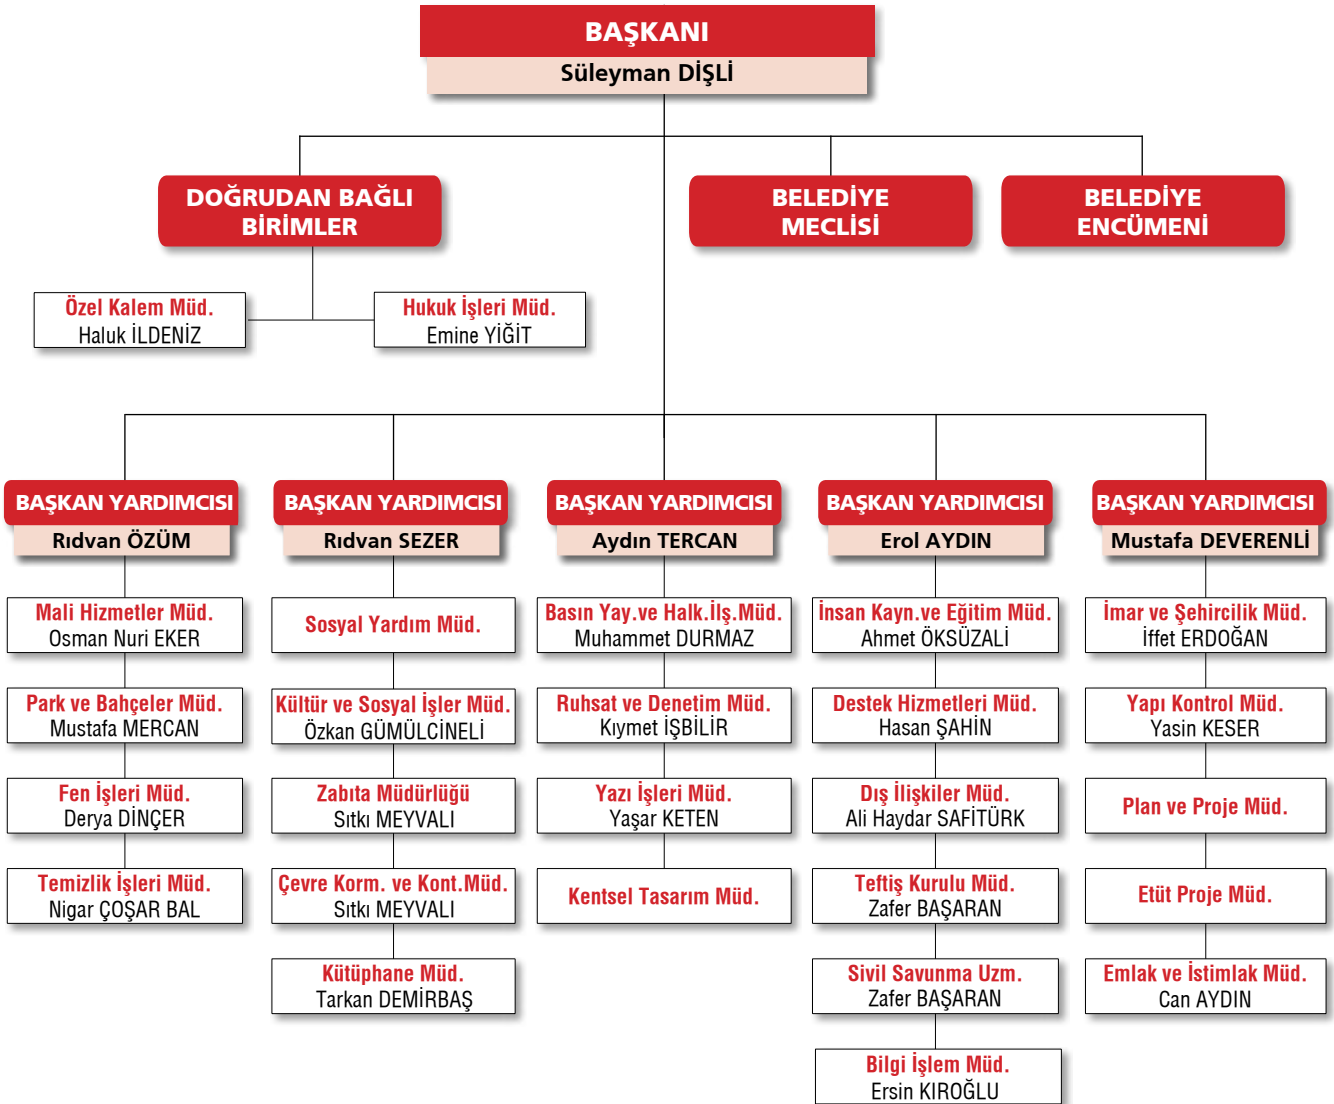 BAŞKANI
Süleyman DİŞLİ
DOĞRUDAN BAĞLI
BİRİMLER
BELEDİYE
MECLİSİ
BELEDİYE
ENCÜMENİ
Özel Kalem Müd.
Haluk İLDENİZ
Hukuk İşleri Müd.
Emine YİĞİT
BAŞKAN YARDIMCISI
Rıdvan ÖZÜM
Mali Hizmetler Müd.
Osman Nuri EKER
Park ve Bahçeler Müd.
Mustafa MERCAN
Fen İşleri Müd.
Derya DİNÇER
Temizlik İşleri Müd.
Nigar ÇOŞAR BAL
BAŞKAN YARDIMCISI
Rıdvan SEZER
Sosyal Yardım Müd.
Kültür ve Sosyal İşler Müd.
Özkan GÜMÜLCİNELİ
Zabıta Müdürlüğü
Sıtkı MEYVALI
Çevre Korm. ve Kont.Müd.
Sıtkı MEYVALI
Kütüphane Müd.
Tarkan DEMİRBAŞ
BAŞKAN YARDIMCISI
Aydın TERCAN
Basın Yay.ve Halk.İlş.Müd.
Muhammet DURMAZ
Ruhsat ve Denetim Müd.
Kıymet İŞBİLİR
Yazı İşleri Müd.
Yaşar KETEN
Kentsel Tasarım Müd.
BAŞKAN YARDIMCISI
Erol AYDIN
İnsan Kayn.ve Eğitim Müd.
Ahmet ÖKSÜZALİ
Destek Hizmetleri Müd.
Hasan ŞAHİN
Dış İlişkiler Müd.
Ali Haydar SAFİTÜRK
Teftiş Kurulu Müd.
Zafer BAŞARAN
Sivil Savunma Uzm.
Zafer BAŞARAN
Bilgi İşlem Müd.
Ersin KIROĞLU
BAŞKAN YARDIMCISI
Mustafa DEVERENLİ
İmar ve Şehircilik Müd.
İffet ERDOĞAN
Yapı Kontrol Müd.
Yasin KESER
Plan ve Proje Müd.
Etüt Proje Müd.
Emlak ve İstimlak Müd.
Can AYDIN